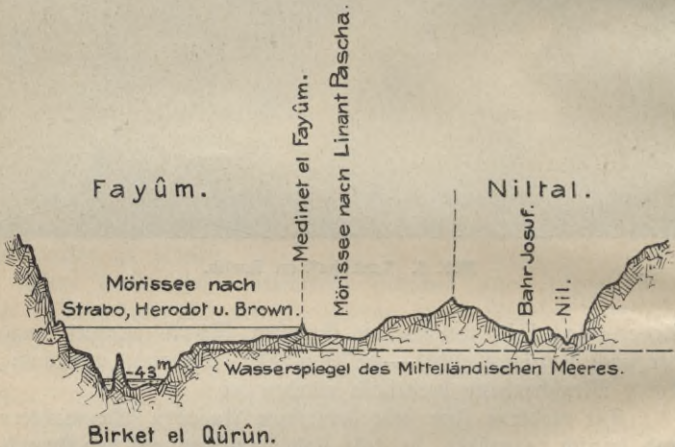 Fayûm.
Medinet el Fayûm.
Mörissee nach Linant Pascha.
Niltal.
Mörissee nach
Strabo, Herodot u. Brown.
Bahr Josuf.
Nil.
-43m
Wasserspiegel des Mittelländischen Meeres.
Birket el Qûrûn.